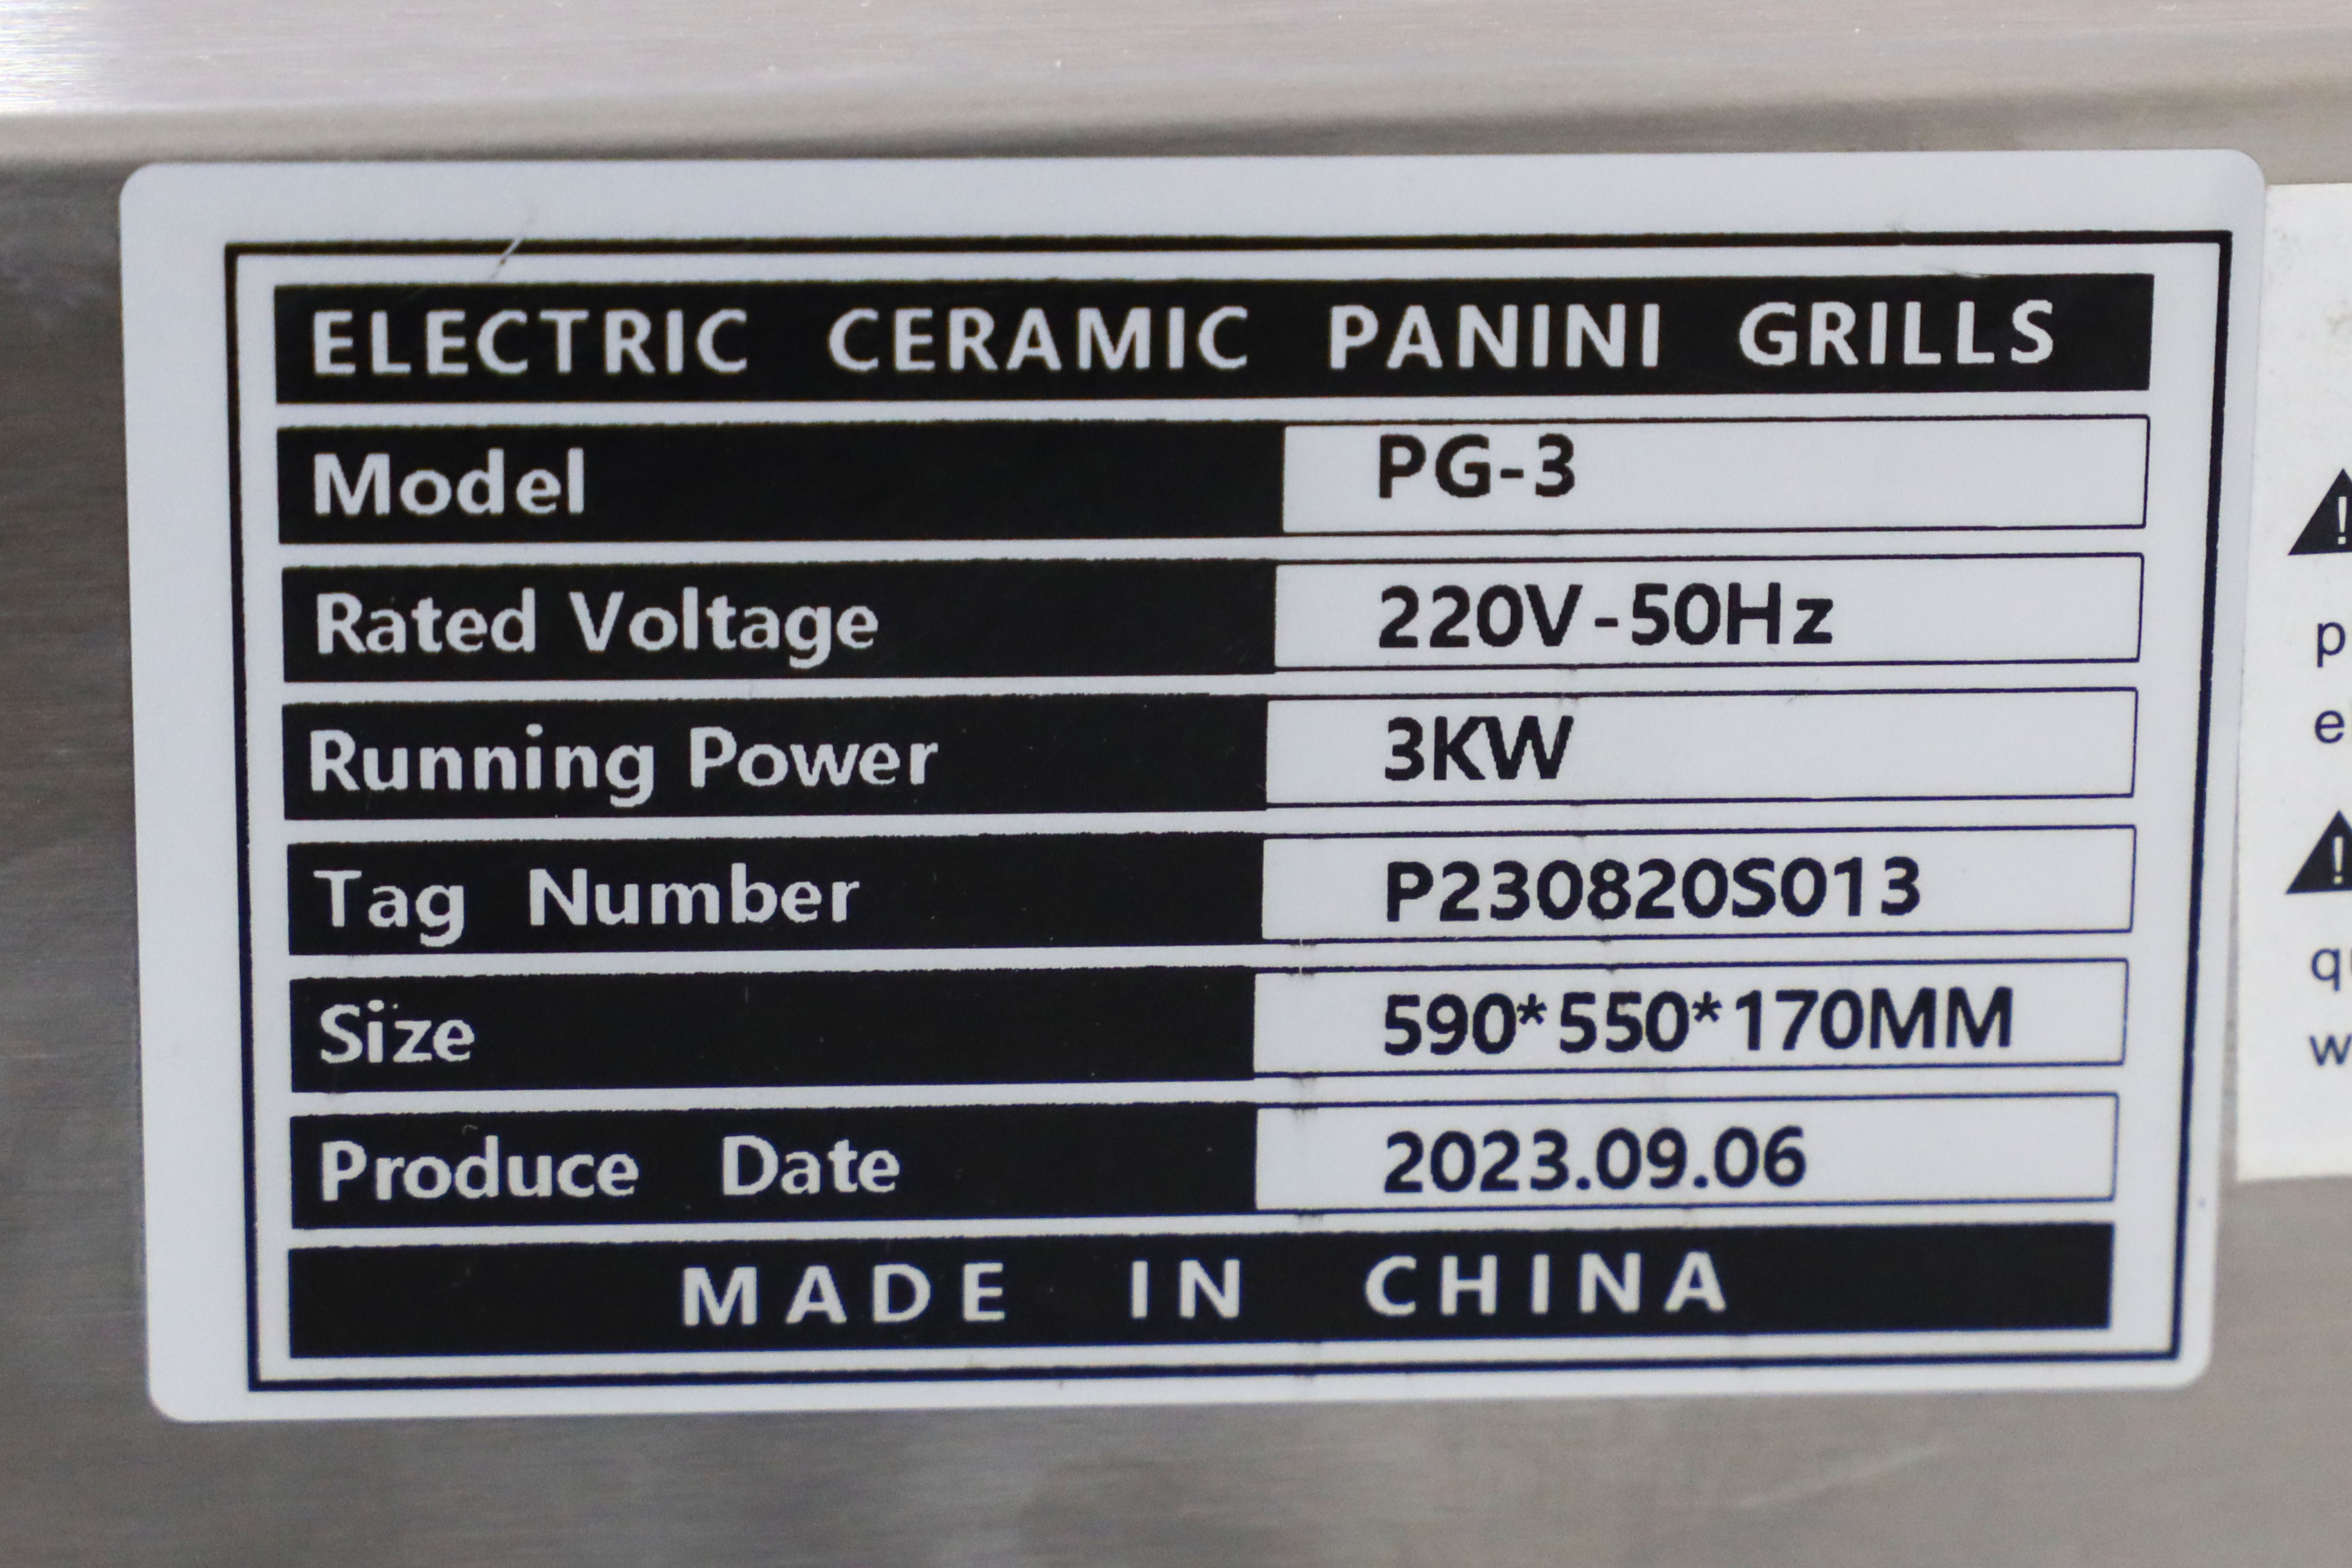 ELECTRIC CERAMIC PANINI GRILLS
Model PG-3
Rated Voltage 220V-50Hz
Running Power 3KW
Tag Number P230820S013
Size 590*550*170MM
Produce Date 2023.09.06
MADE IN CHINA